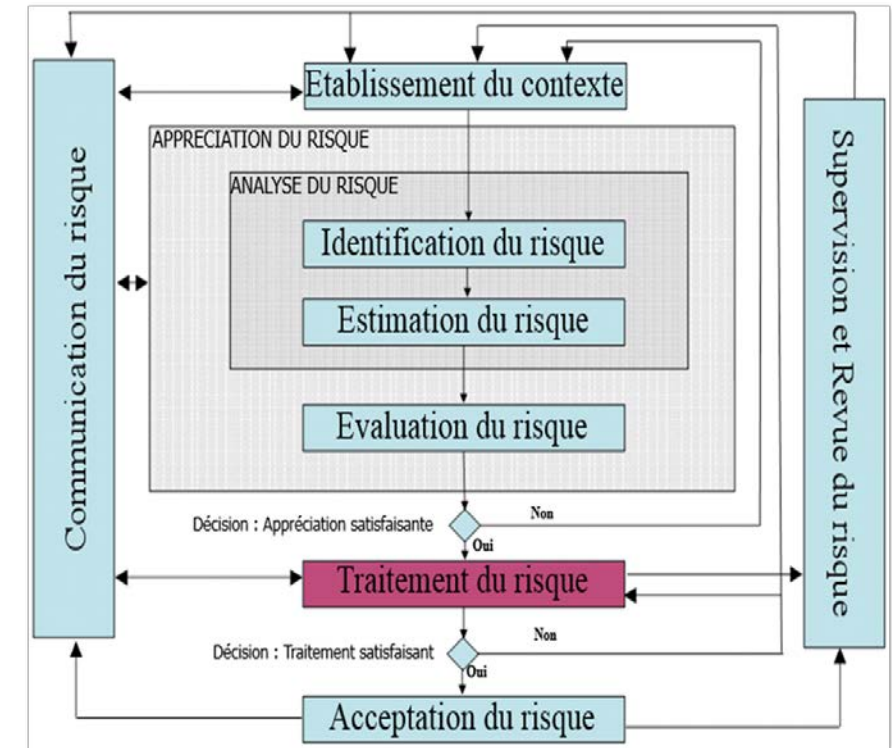 Etablissement du contexte
APPRECIATION DU RISQUE
ANALYSE DU RISQUE
Identification du risque
Estimation du risque
Evaluation du risque
Décision : Appréciation satisfaisante
Non
Oui
Traitement du risque
Décision : Traitement satisfaisant
Non
Oui
Acceptation du risque
Communication du risque
Supervision et Revue du risque